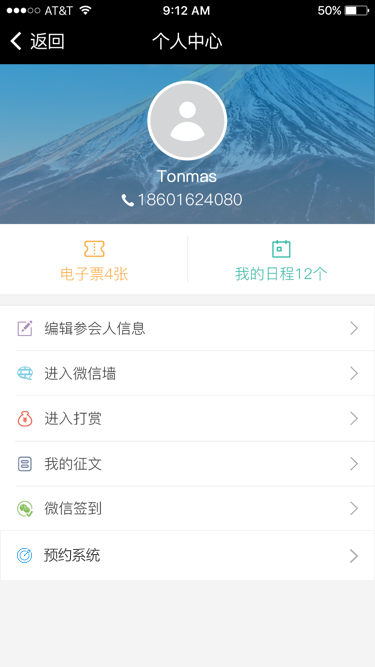 AT&T 9:12 AM 50%
返回 个人中心
Tonmas
18601624080
电子票4张 我的日程12个
编辑参会人信息
进入微信墙
进入打赏
我的征文
微信签到
预约系统